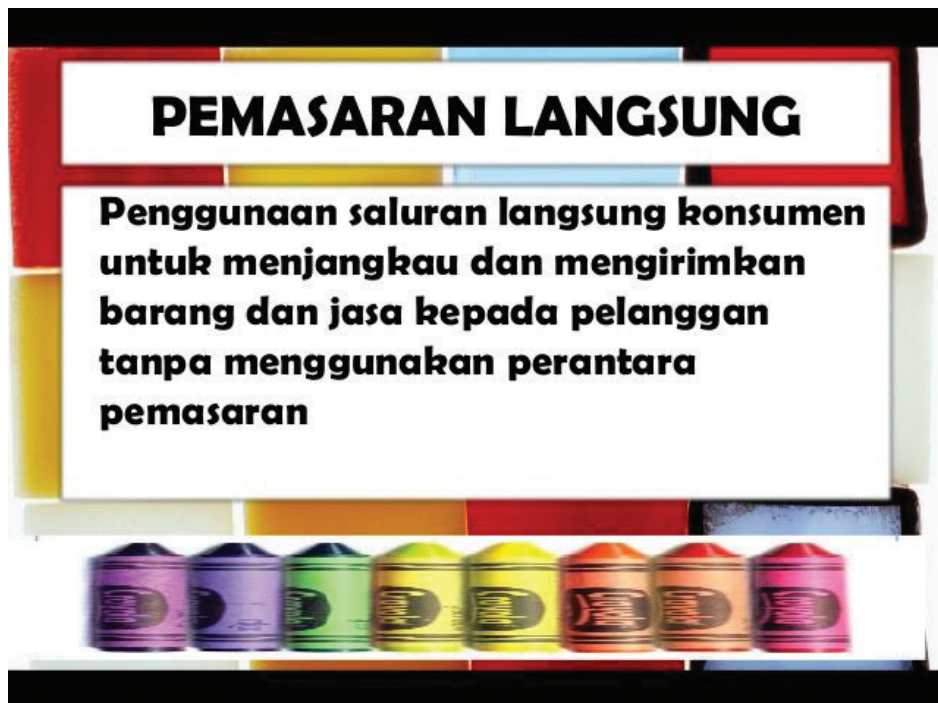 PEMASARAN LANGSUNG
Penggunaan saluran langsung konsumen
untuk menjangkau dan mengirimkan
barang dan jasa kepada pelanggan
tanpa menggunakan perantara
pemasaran